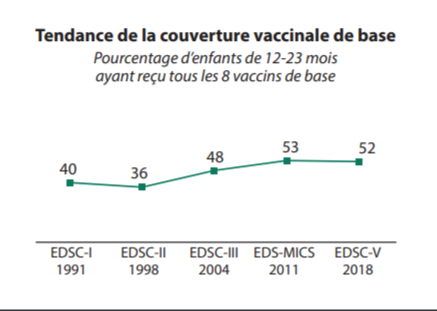 Tendance de la couverture vaccinale de base
Pourcentage d'enfants de 12-23 mois
ayant reçu tous les 8 vaccins de base
40 36 48 53 52
EDSC-I EDSC-II EDSC-III EDS-MICS EDSC-V
1991 1998 2004 2011 2018